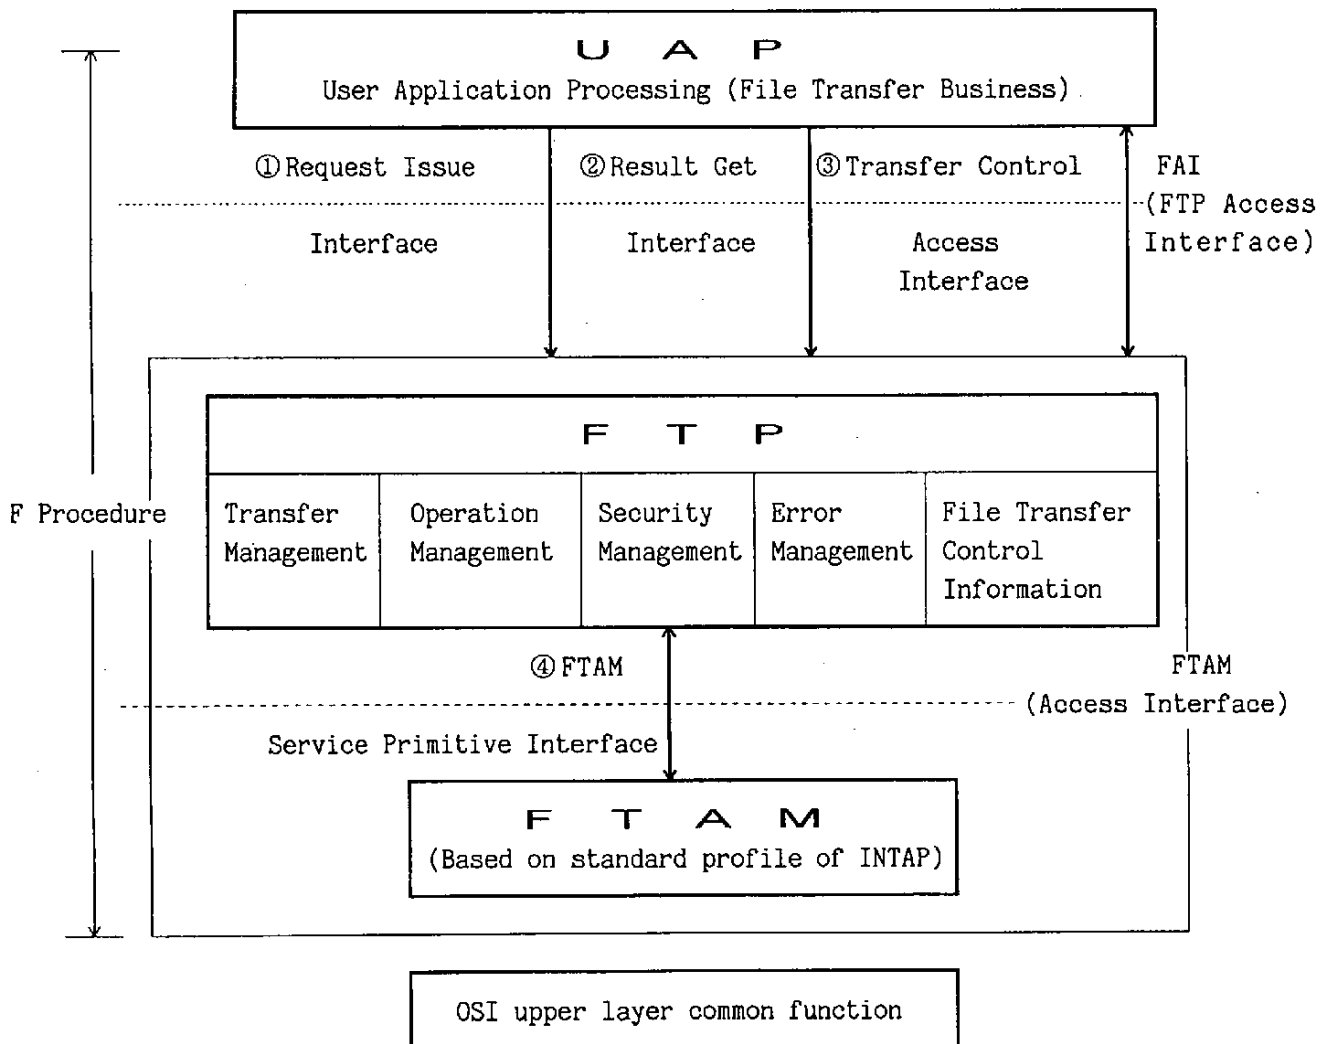 U A P
User Application Processing (File Transfer Business)
①Request Issue
②Result Get
③Transfer Control
FAI
(FTP Access
Interface)
Interface
Interface
Access
Interface
F Procedure
F T P
Transfer
Management
Operation
Management
Security
Management
Error
Management
File Transfer
Control
Information
④FTAM
FTAM
(Access Interface)
Service Primitive Interface
F T A M
(Based on standard profile of INTAP)
OSI upper layer common function